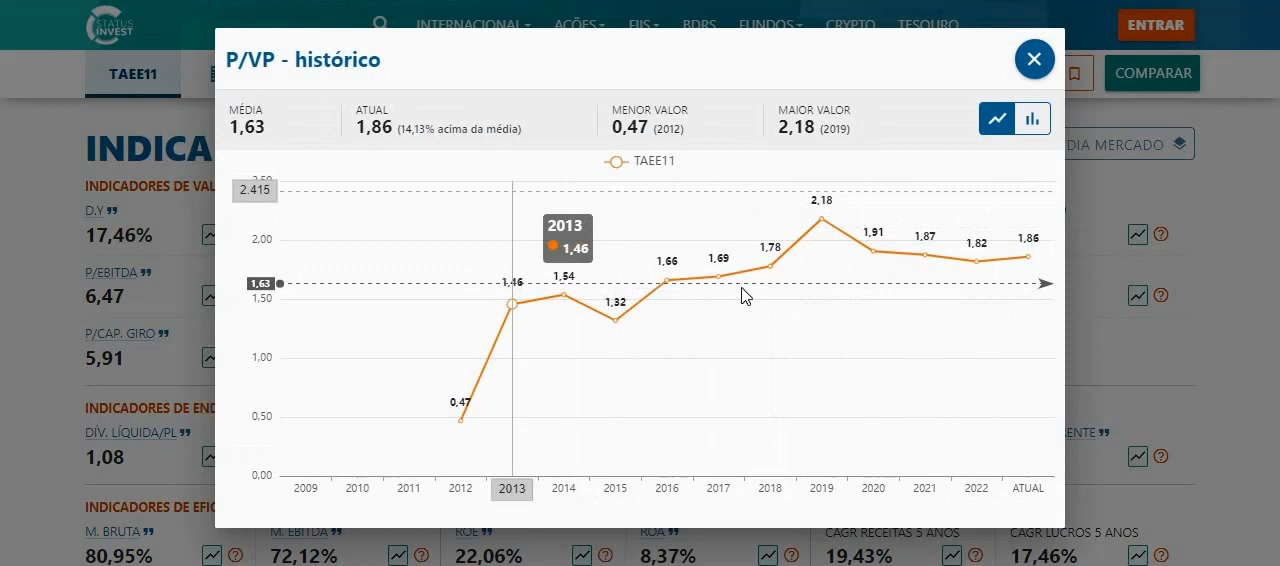 STATUS
INVEST
INTERNACIONAL AÇÕES FIIS BDRS FUNDOS CRYPTO TESOURO
ENTRAR
TAEE11
COMPARAR
P/VP - histórico
MÉDIA
1,63
ATUAL
1,86 (14,13% acima da média)
MENOR VALOR
0,47 (2012)
MAIOR VALOR
2,18 (2019)
TAEE11
2,50
2.415
2,00
1,63
1,50
1,00
0,50
0,00
0,47
1,46
1,54
1,32
1,66
1,69
1,78
2,18
1,91
1,87
1,82
1,86
2013
1,46
2009 2010 2011 2012 2013 2014 2015 2016 2017 2018 2019 2020 2021 2022 ATUAL
INDICA
DIA MERCADO
INDICADORES DE VAL
D.Y
17,46%
P/EBITDA
6,47
P/CAP. GIRO
5,91
INDICADORES DE END
DÍV. LÍQUIDA/PL
1,08
ENTE
INDICADORES DE EFIC
M. BRUTA
80,95%
M. EBITDA
72,12%
ROE
22,06%
ROA
8,37%
CAGR RECEITAS 5 ANOS
19,43%
CAGR LUCROS 5 ANOS
17,46%